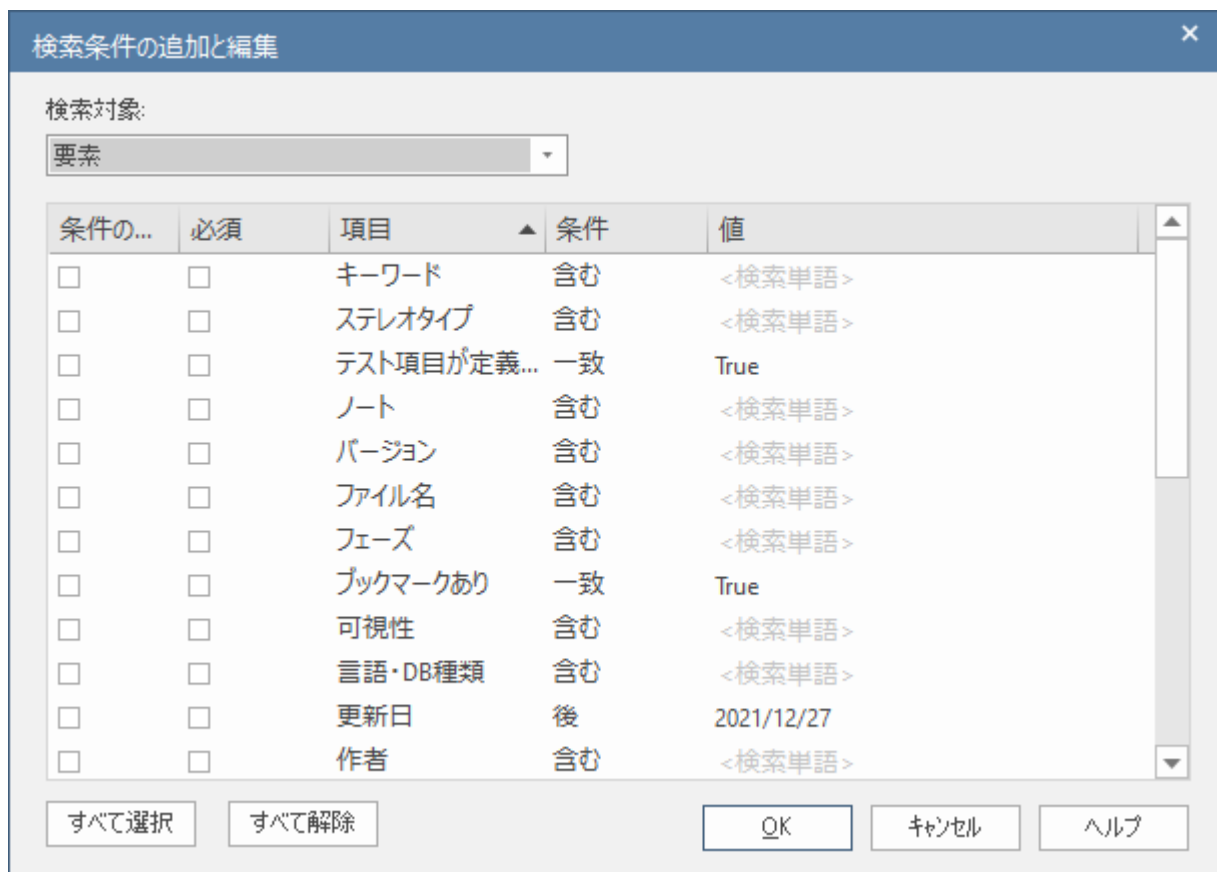 検索条件の追加と編集
検索対象:
要素
条件の... 必須 項目 条件 値
キーワード 含む <検索単語>
ステレオタイプ 含む <検索単語>
テスト項目が定義... 一致 True
ノート 含む <検索単語>
バージョン 含む <検索単語>
ファイル名 含む <検索単語>
フェーズ 含む <検索単語>
ブックマークあり 一致 True
可視性 含む <検索単語>
言語・DB種類 含む <検索単語>
更新日 後 2021/12/27
作者 含む <検索単語>
すべて選択 すべて解除 OK キャンセル ヘルプ